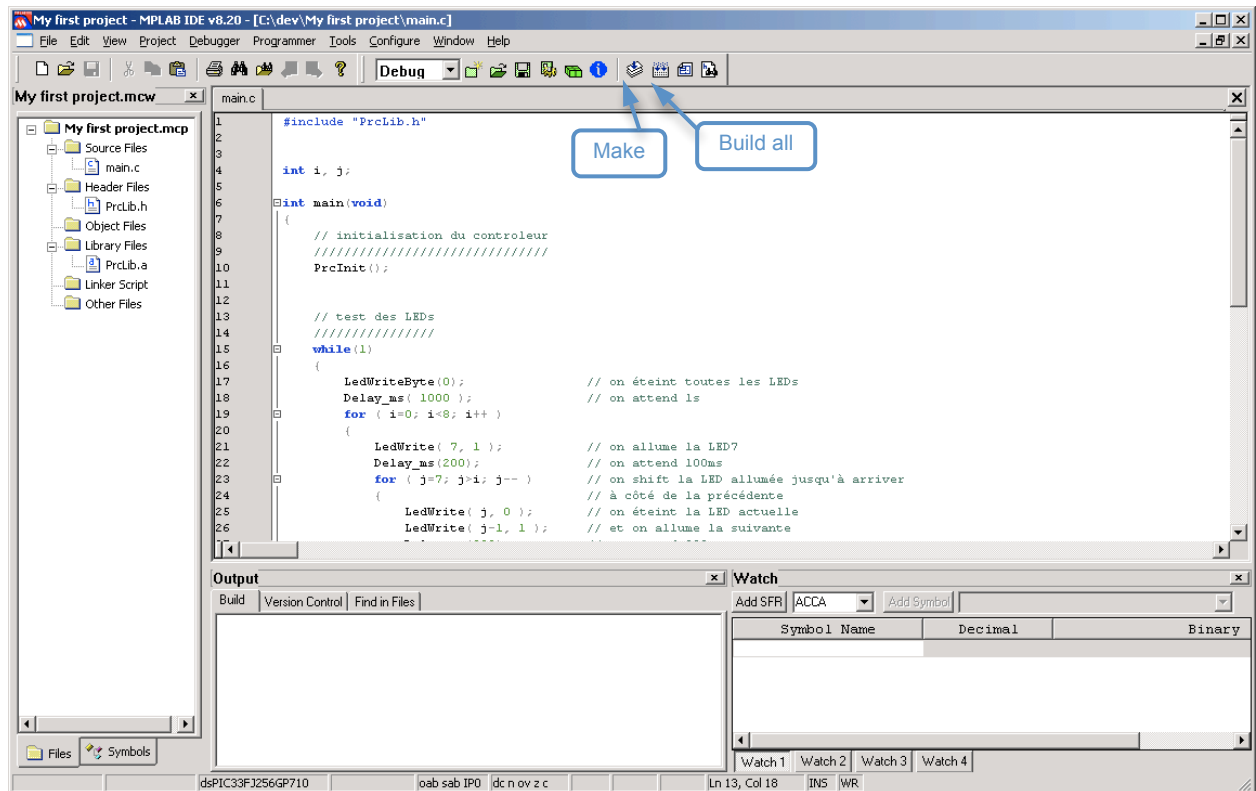 My first project - MPLAB IDE v8.20 - [C:\dev\My first project\main.c]
File Edit View Project Debugger Programmer Tools Configure Window Help
Debug
My first project.mcw
main.c
My first project.mcp
Source Files
main.c
Header Files
PrcLib.h
Object Files
Library Files
PrcLib.a
Linker Script
Other Files
Files
Symbols
Make
Build all
1 #include "PrcLib.h"
2
3
4 int i, j;
5
6 int main(void)
7 {
8 // initialisation du controleur
9 ///////////////////////////////
10 PrcInit();
11
12
13 // test des LEDs
14 ////////////////
15 while(1)
16 {
17 LedWriteByte(0); // on éteint toutes les LEDs
18 Delay_ms( 1000 ); // on attend 1s
19 for ( i=0; i<8; i++ )
20 {
21 LedWrite( 7, 1 ); // on allume la LED7
22 Delay_ms(200); // on attend 100ms
23 for ( j=7; j>i; j-- ) // on shift la LED allumée jusqu'à arriver
24 { // à côté de la précédente
25 LedWrite( j, 0 ); // on éteint la LED actuelle
26 LedWrite( j-1, 1 ); // et on allume la suivante
Output
Build Version Control Find in Files
Watch
Add SFR ACCA Add Symbol
Symbol Name Decimal Binary
Watch 1 Watch 2 Watch 3 Watch 4
dsPIC33FJ256GP710 oab sab IP0 dc n ov z c Ln 13, Col 18 INS WR